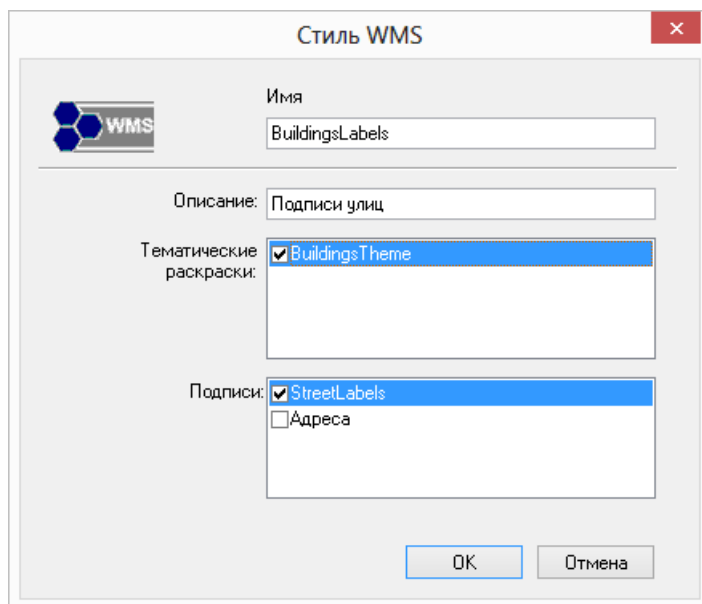 Стиль WMS
WMS
Имя
BuildingsLabels
Описание:
Подписи улиц
Тематические
раскраски:
BuildingsTheme
Подписи:
StreetLabels
Адреса
OK
Отмена